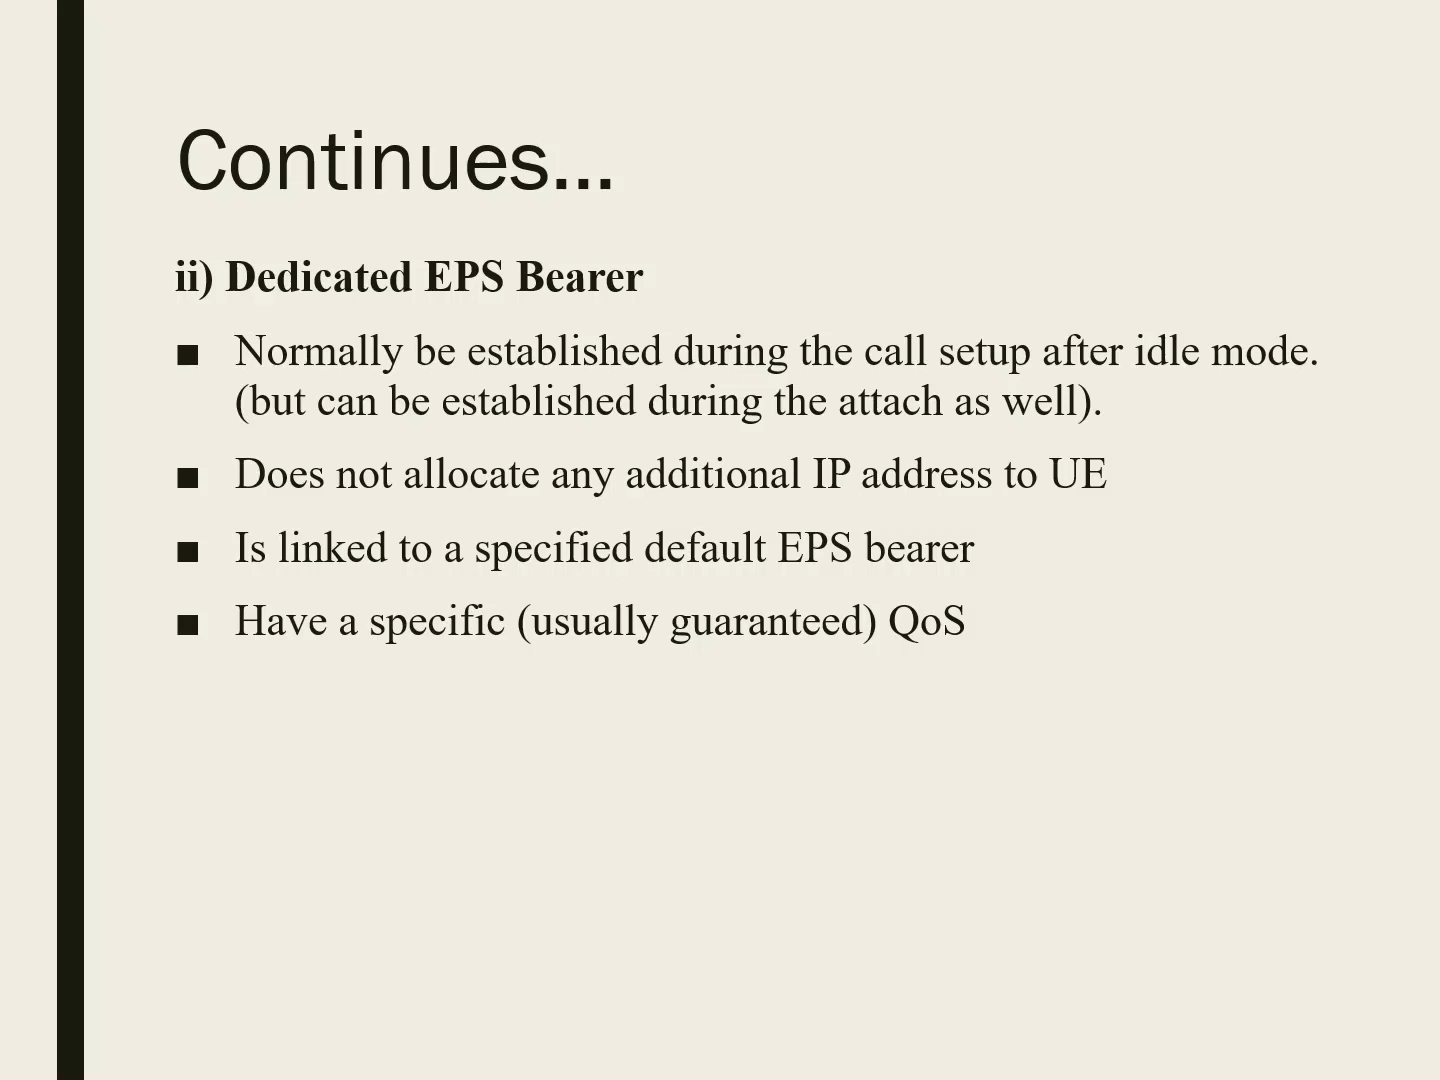 Continues...
ii) Dedicated EPS Bearer
■ Normally be established during the call setup after idle mode.
(but can be established during the attach as well).
■ Does not allocate any additional IP address to UE
■ Is linked to a specified default EPS bearer
■ Have a specific (usually guaranteed) QoS